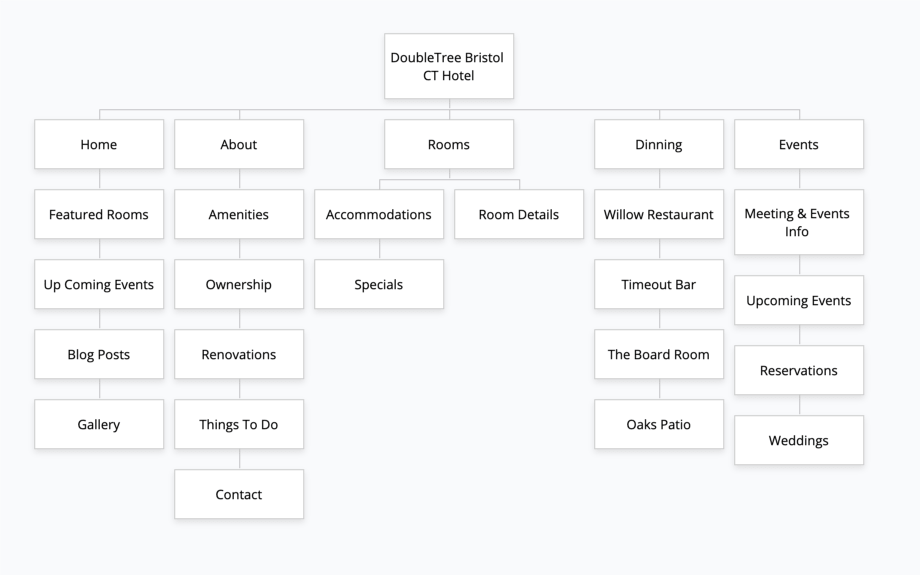 DoubleTree Bristol
CT Hotel
Home
About
Rooms
Dinning
Events
Featured Rooms
Amenities
Accommodations
Room Details
Willow Restaurant
Meeting & Events
Info
Up Coming Events
Ownership
Specials
Timeout Bar
Upcoming Events
Blog Posts
Renovations
The Board Room
Reservations
Gallery
Things To Do
Oaks Patio
Weddings
Contact